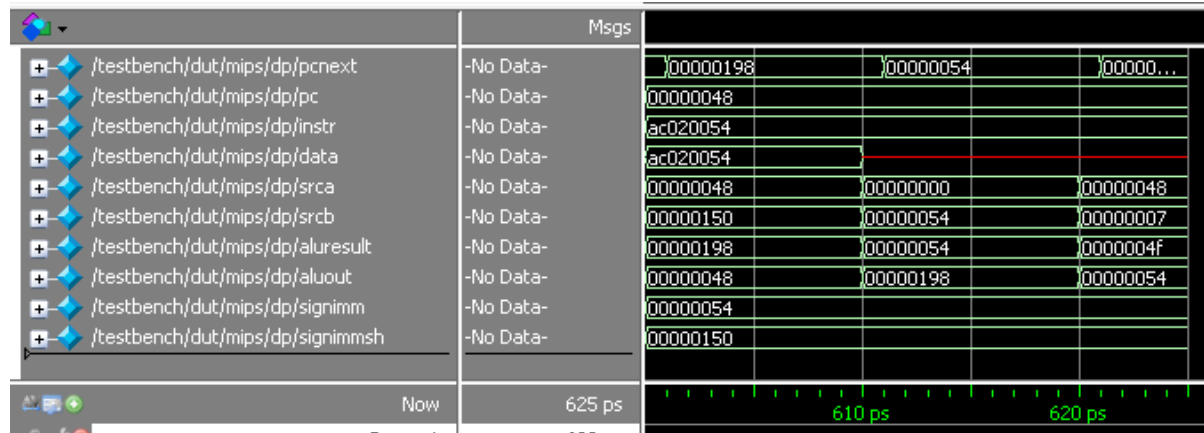 Msgs
/testbench/dut/mips/dp/pcnext -No Data- 00000198 00000054 00000...
/testbench/dut/mips/dp/pc -No Data- 00000048
/testbench/dut/mips/dp/instr -No Data- ac020054
/testbench/dut/mips/dp/data -No Data- ac020054
/testbench/dut/mips/dp/srca -No Data- 00000048 00000000 00000048
/testbench/dut/mips/dp/srcb -No Data- 00000150 00000054 00000007
/testbench/dut/mips/dp/aluresult -No Data- 00000198 00000054 0000004f
/testbench/dut/mips/dp/aluout -No Data- 00000048 00000198 00000054
/testbench/dut/mips/dp/signimm -No Data- 00000054
/testbench/dut/mips/dp/signimmsh -No Data- 00000150
Now 625 ps 610 ps 620 ps